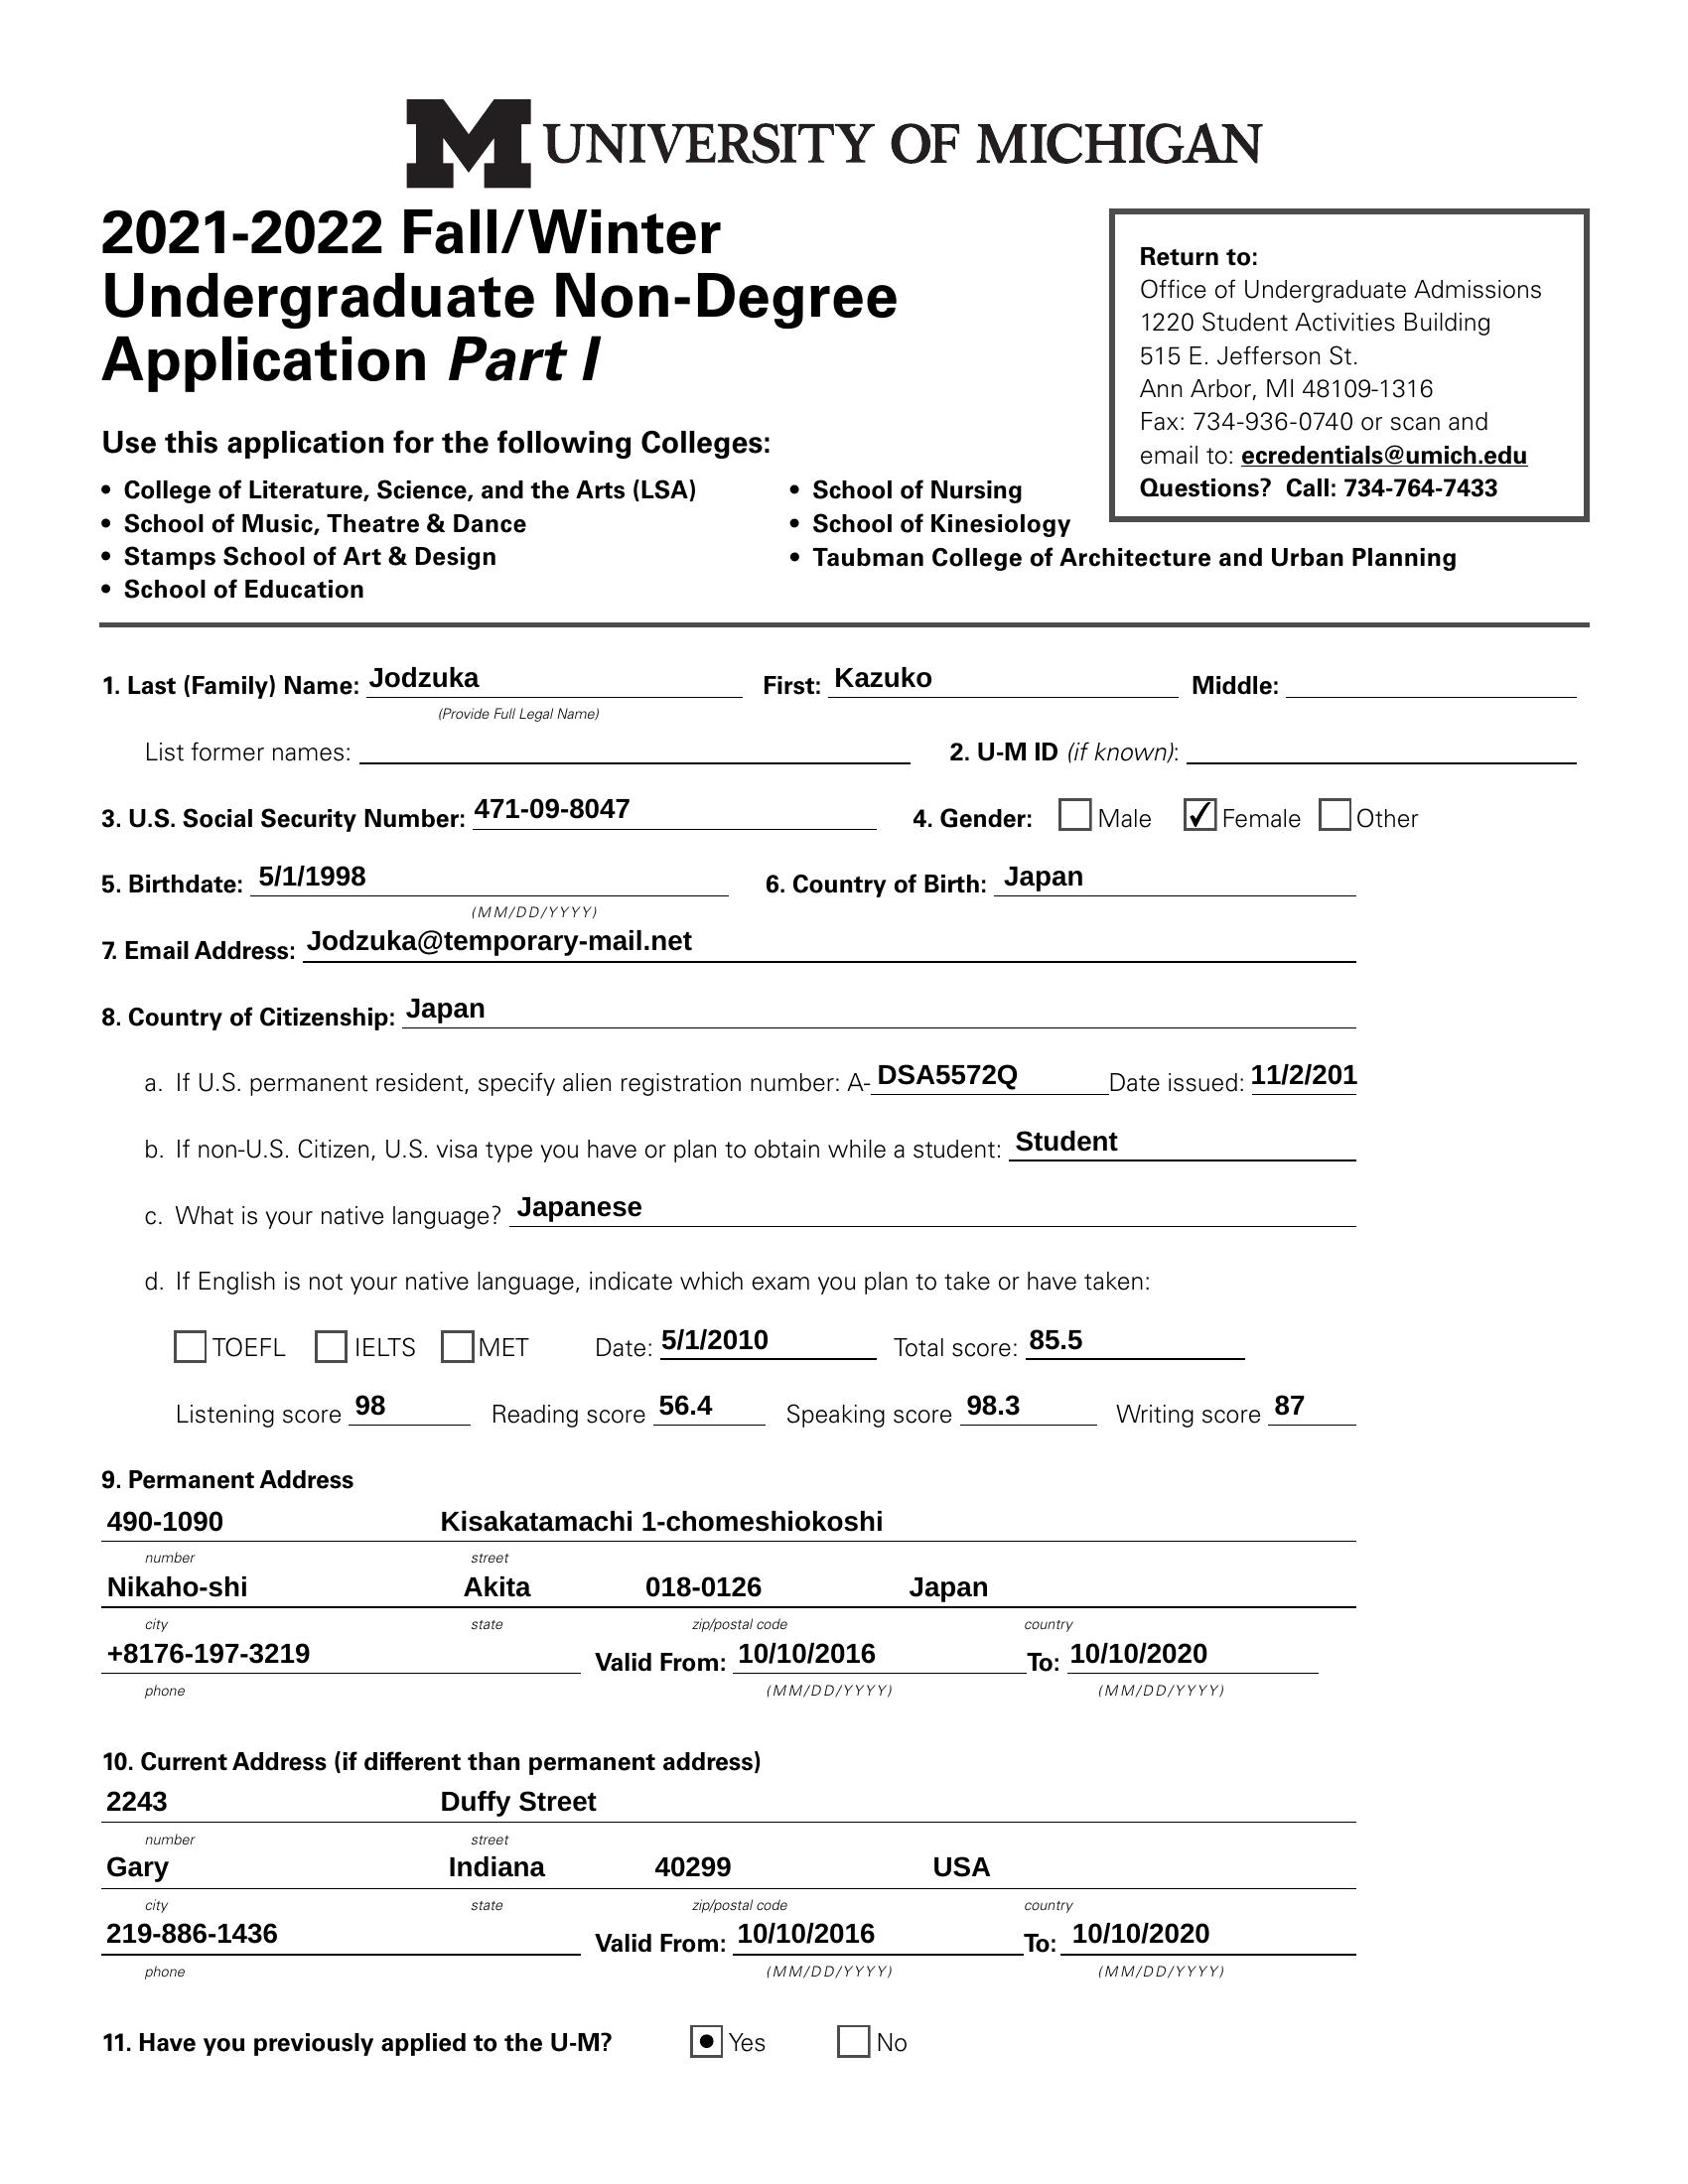 M UNIVERSITY OF MICHIGAN
2021-2022 Fall/Winter
Undergraduate Non-Degree
Application Part I
Return to:
Office of Undergraduate Admissions
1220 Student Activities Building
515 E. Jefferson St.
Ann Arbor, MI 48109-1316
Fax: 734-936-0740 or scan and
email to: ecredentials@umich.edu
Questions? Call: 734-764-7433
Use this application for the following Colleges:
• College of Literature, Science, and the Arts (LSA)
• School of Music, Theatre & Dance
• Stamps School of Art & Design
• School of Education
• School of Nursing
• School of Kinesiology
• Taubman College of Architecture and Urban Planning
1. Last (Family) Name: Jodzuka First: Kazuko Middle:
(Provide Full Legal Name)
List former names: 2. U-M ID (if known):
3. U.S. Social Security Number: 471-09-8047 4. Gender: Male ✓ Female Other
5. Birthdate: 5/1/1998 6. Country of Birth: Japan
(MM/DD/YYYY)
7. Email Address: Jodzuka@temporary-mail.net
8. Country of Citizenship: Japan
a. If U.S. permanent resident, specify alien registration number: A- DSA5572Q Date issued: 11/2/201
b. If non-U.S. Citizen, U.S. visa type you have or plan to obtain while a student: Student
c. What is your native language? Japanese
d. If English is not your native language, indicate which exam you plan to take or have taken:
TOEFL IELTS MET Date: 5/1/2010 Total score: 85.5
Listening score 98 Reading score 56.4 Speaking score 98.3 Writing score 87
9. Permanent Address
490-1090 Kisakatamachi 1-chomeshiokoshi
number street
Nikaho-shi Akita 018-0126 Japan
city state zip/postal code country
+8176-197-3219 Valid From: 10/10/2016 To: 10/10/2020
phone (MM/DD/YYYY) (MM/DD/YYYY)
10. Current Address (if different than permanent address)
2243 Duffy Street
number street
Gary Indiana 40299 USA
city state zip/postal code country
219-886-1436 Valid From: 10/10/2016 To: 10/10/2020
phone (MM/DD/YYYY) (MM/DD/YYYY)
11. Have you previously applied to the U-M? Yes No